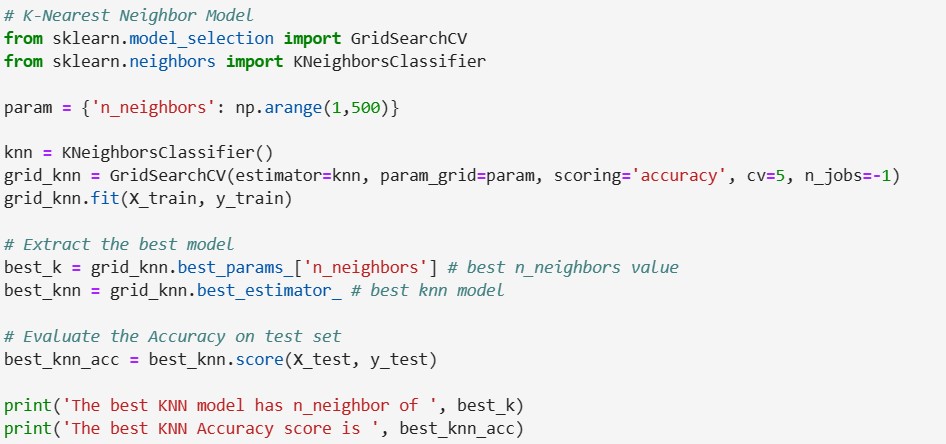 # K-Nearest Neighbor Model
from sklearn.model_selection import GridSearchCV
from sklearn.neighbors import KNeighborsClassifier
param = {'n_neighbors': np.arange(1,500)}
knn = KNeighborsClassifier()
grid_knn = GridSearchCV(estimator=knn, param_grid=param, scoring='accuracy', cv=5, n_jobs=-1)
grid_knn.fit(X_train, y_train)
# Extract the best model
best_k = grid_knn.best_params_['n_neighbors'] # best n_neighbors value
best_knn = grid_knn.best_estimator_ # best knn model
# Evaluate the Accuracy on test set
best_knn_acc = best_knn.score(X_test, y_test)
print('The best KNN model has n_neighbor of ', best_k)
print('The best KNN Accuracy score is ', best_knn_acc)